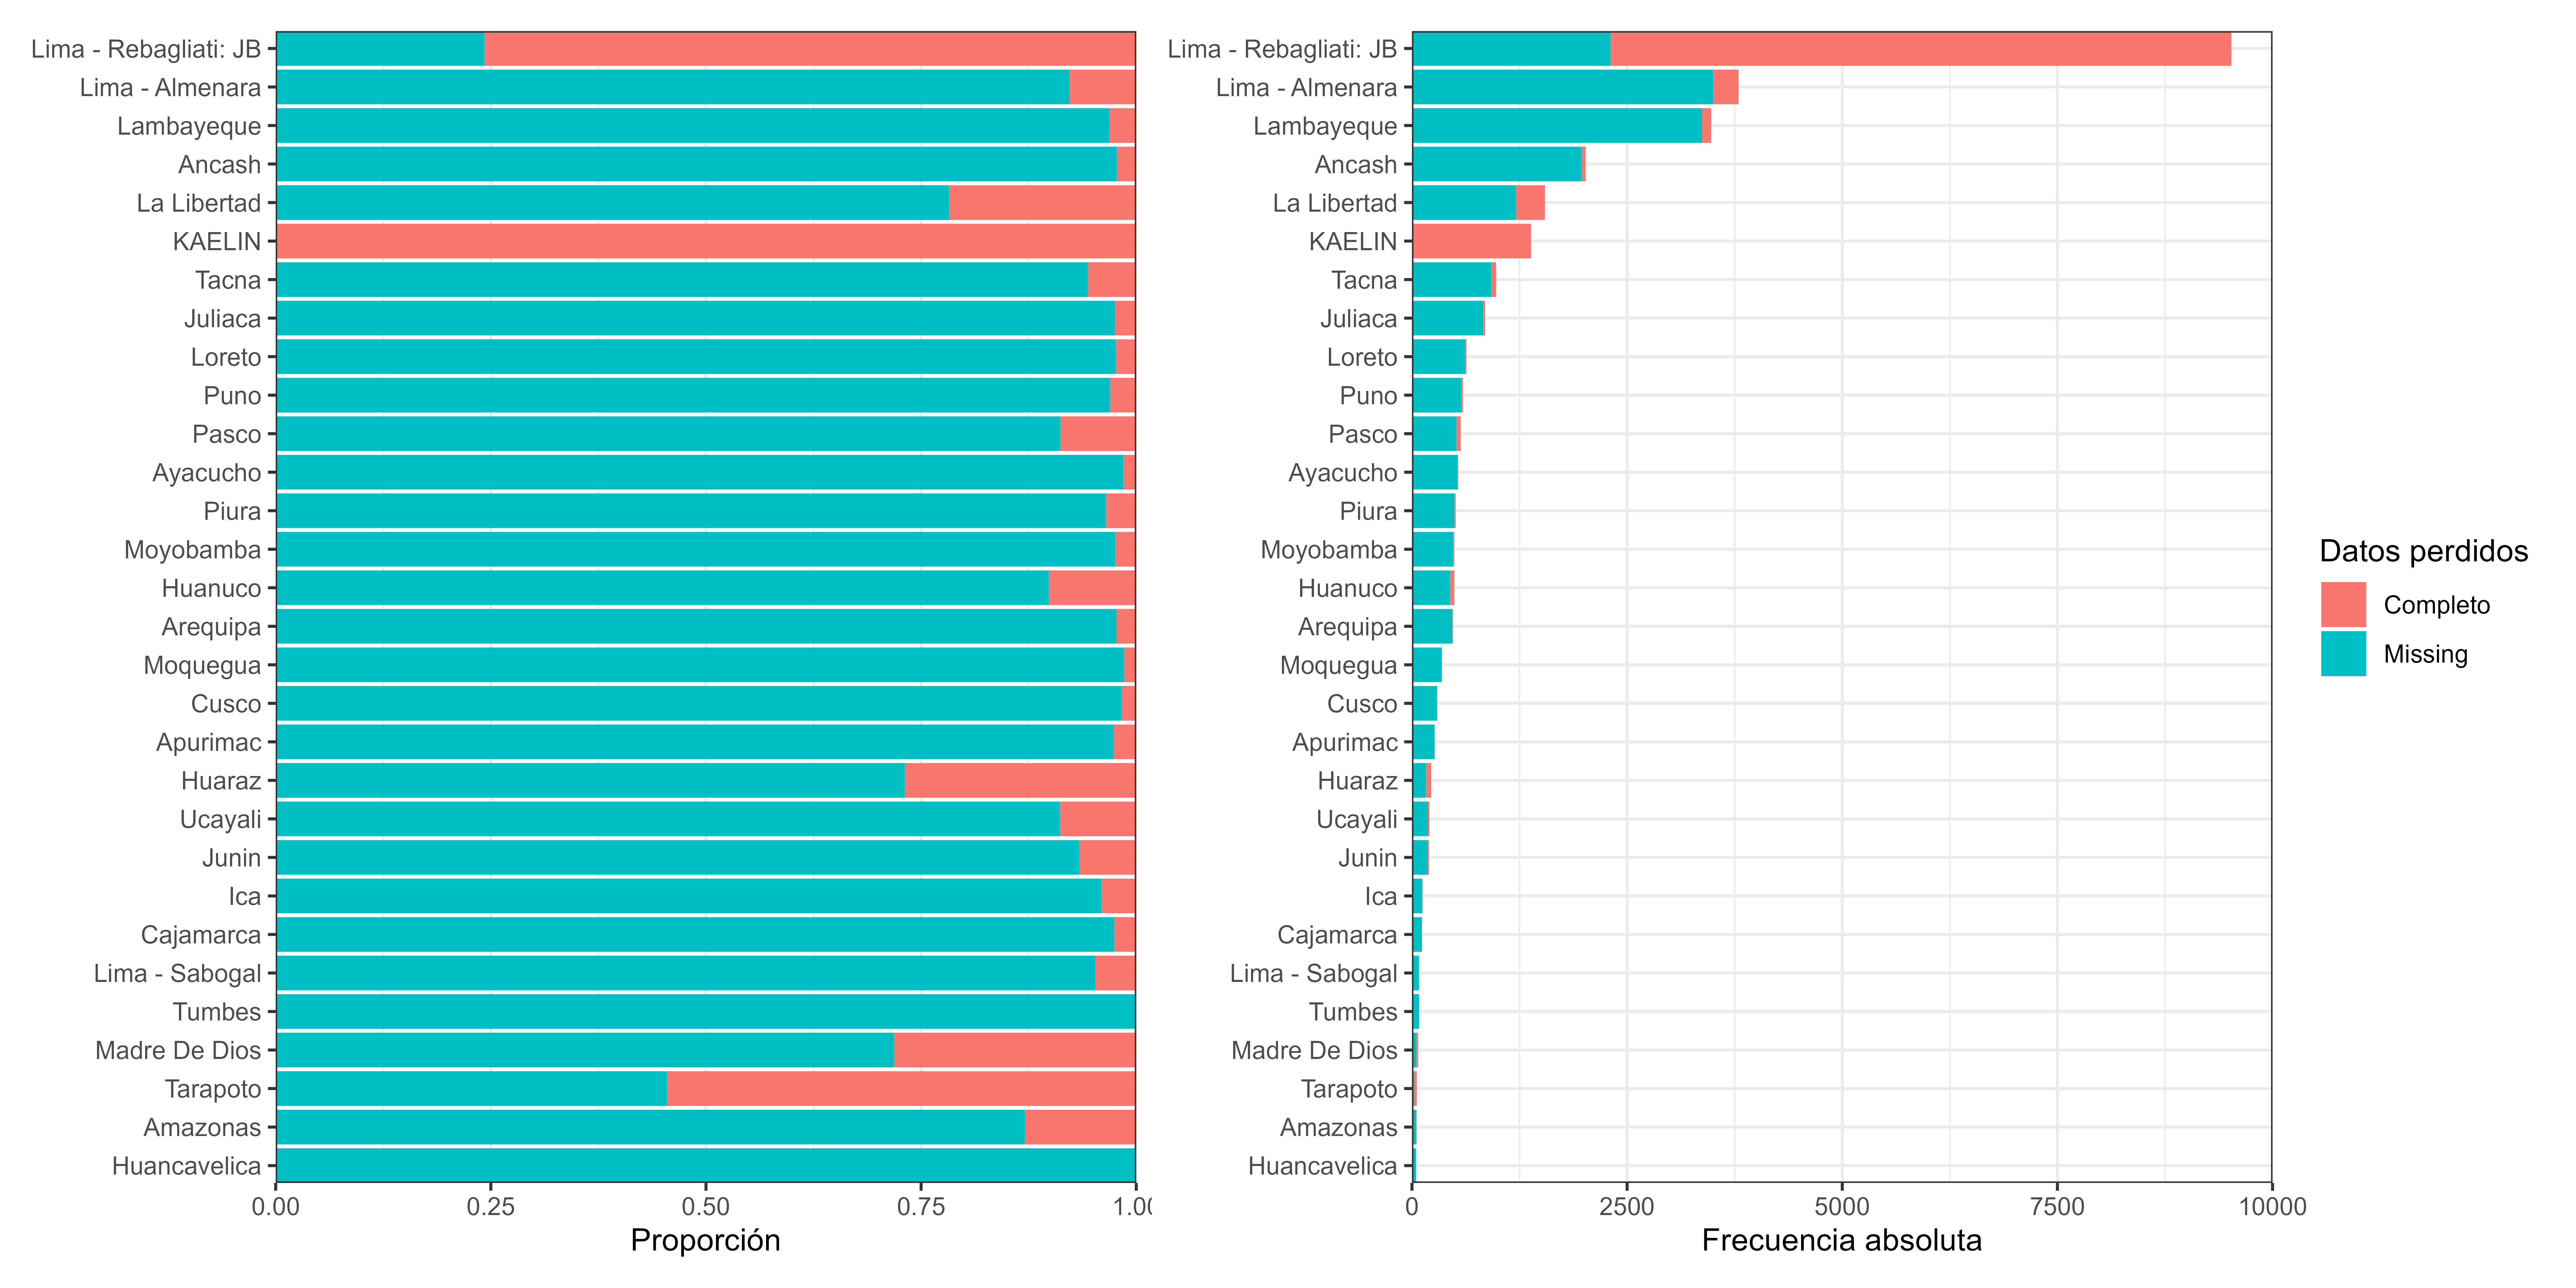 Lima - Rebagliati: JB
Lima - Almenara
Lambayeque
Ancash
La Libertad
KAELIN
Tacna
Juliaca
Loreto
Puno
Pasco
Ayacucho
Piura
Moyobamba
Huanuco
Arequipa
Moquegua
Cusco
Apurimac
Huaraz
Ucayali
Junin
Ica
Cajamarca
Lima - Sabogal
Tumbes
Madre De Dios
Tarapoto
Amazonas
Huancavelica
0.00 0.25 0.50 0.75 1.00
Proporción
Lima - Rebagliati: JB
Lima - Almenara
Lambayeque
Ancash
La Libertad
KAELIN
Tacna
Juliaca
Loreto
Puno
Pasco
Ayacucho
Piura
Moyobamba
Huanuco
Arequipa
Moquegua
Cusco
Apurimac
Huaraz
Ucayali
Junin
Ica
Cajamarca
Lima - Sabogal
Tumbes
Madre De Dios
Tarapoto
Amazonas
Huancavelica
0 2500 5000 7500 10000
Frecuencia absoluta
Datos perdidos
Completo
Missing